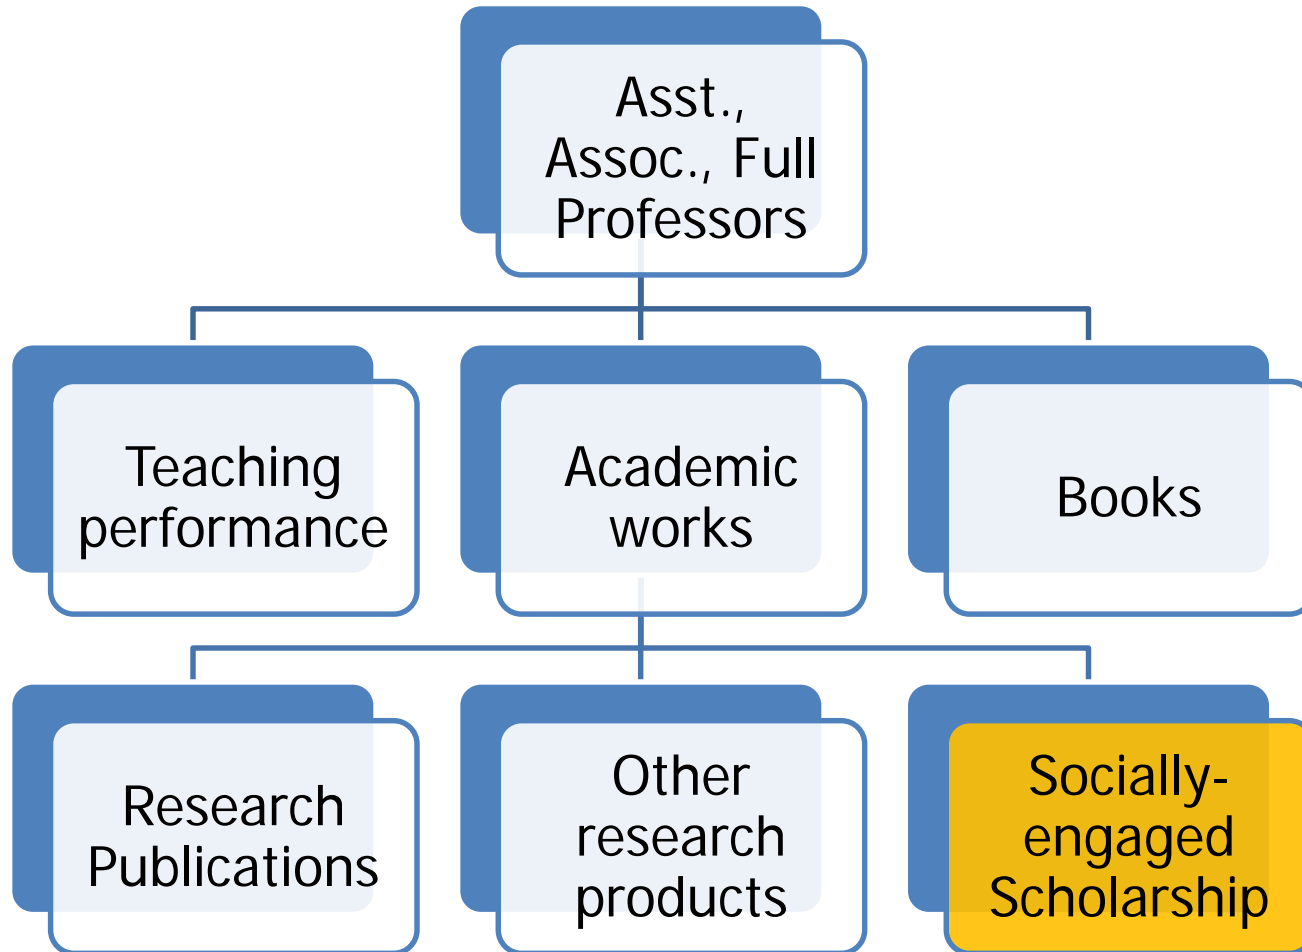 Asst.,
Assoc., Full
Professors
Teaching
performance
Academic
works
Books
Research
Publications
Other
research
products
Socially-
engaged
Scholarship